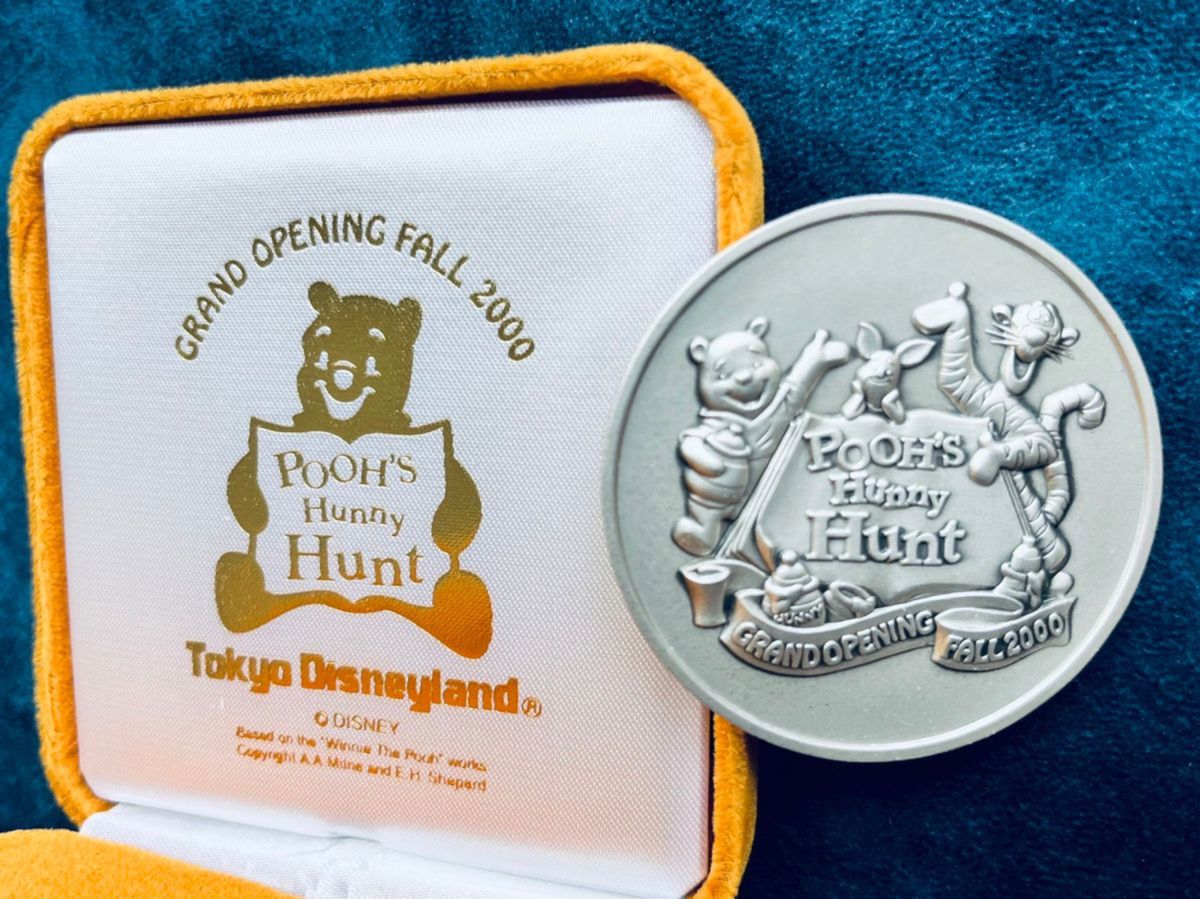 GRAND OPENING FALL 2000
POOH'S
Hunny
Hunt
Tokyo Disneyland®
© DISNEY
Based on the "Winnie The Pooh" works
Copyright A.A. Milne and E.H. Shepard
POOH'S
Hunny
Hunt
HUNNY
GRAND OPENING FALL 2000